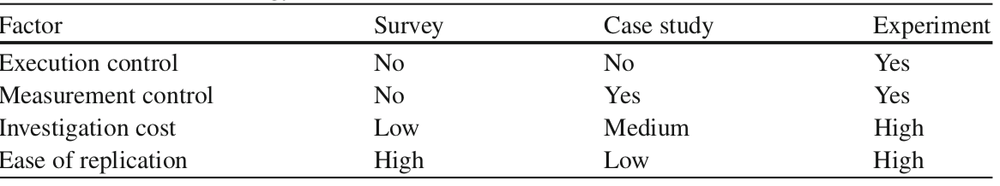 Factor Survey Case study Experiment
Execution control No No Yes
Measurement control No Yes Yes
Investigation cost Low Medium High
Ease of replication High Low High